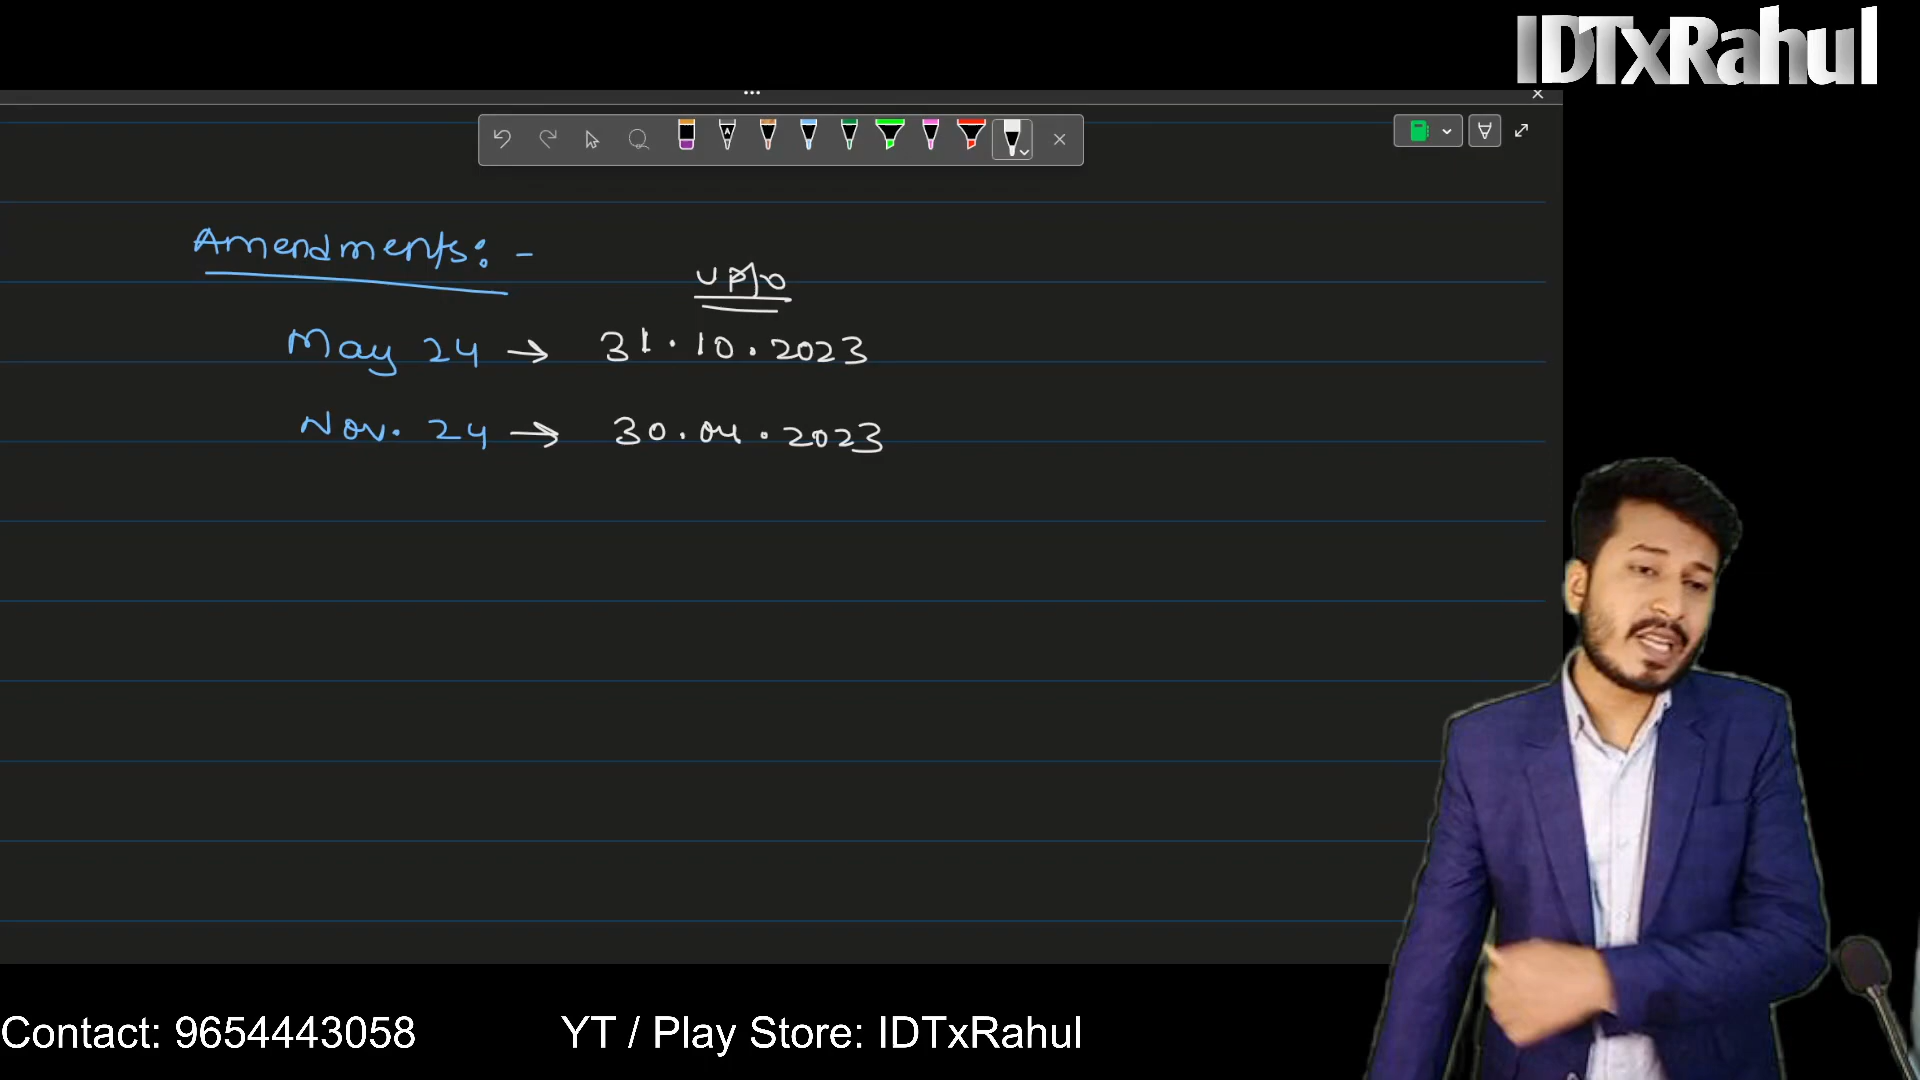 IDTxRahul
Amendments: -
upto
May 24 → 31.10.2023
Nov. 24 → 30.04.2023
Contact: 9654443058
YT / Play Store: IDTxRahul